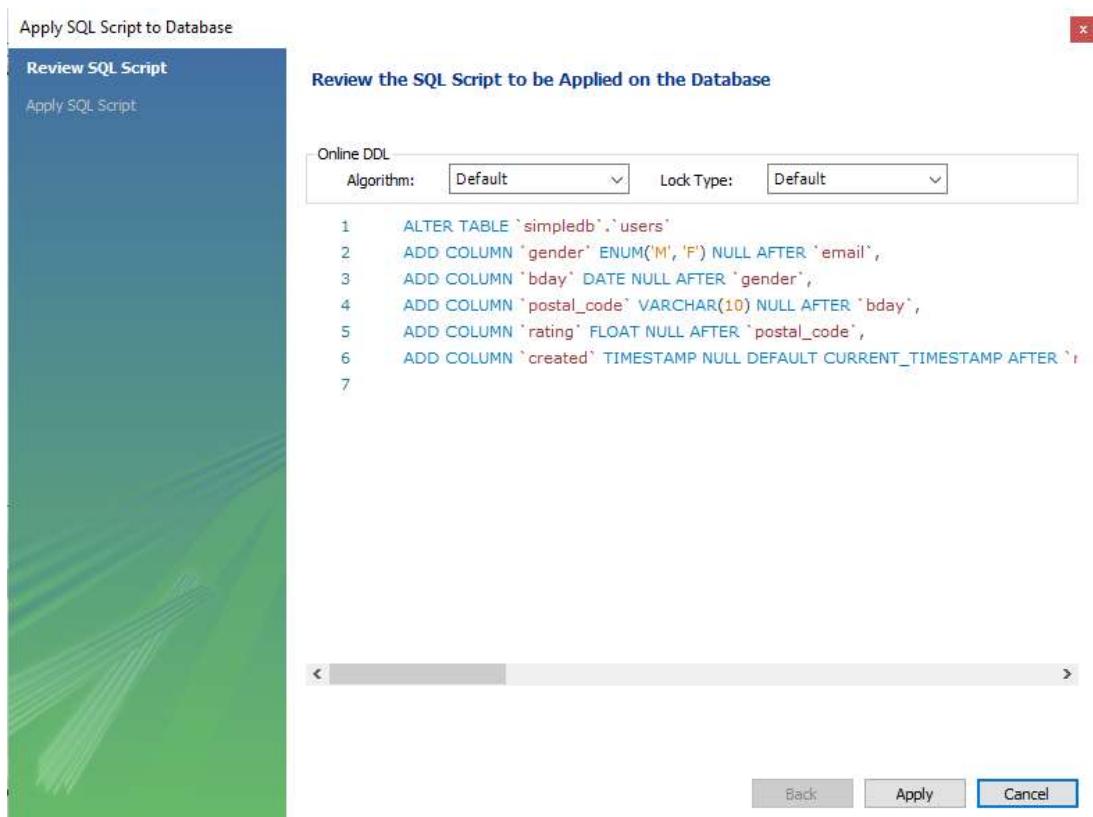 Apply SQL Script to Database
x
Review SQL Script
Apply SQL Script
Review the SQL Script to be Applied on the Database
Online DDL
Algorithm: Default Lock Type: Default
1 ALTER TABLE `simpledb`.`users`
2 ADD COLUMN `gender` ENUM('M', 'F') NULL AFTER `email`,
3 ADD COLUMN `bday` DATE NULL AFTER `gender`,
4 ADD COLUMN `postal_code` VARCHAR(10) NULL AFTER `bday`,
5 ADD COLUMN `rating` FLOAT NULL AFTER `postal_code`,
6 ADD COLUMN `created` TIMESTAMP NULL DEFAULT CURRENT_TIMESTAMP AFTER
7
Back Apply Cancel